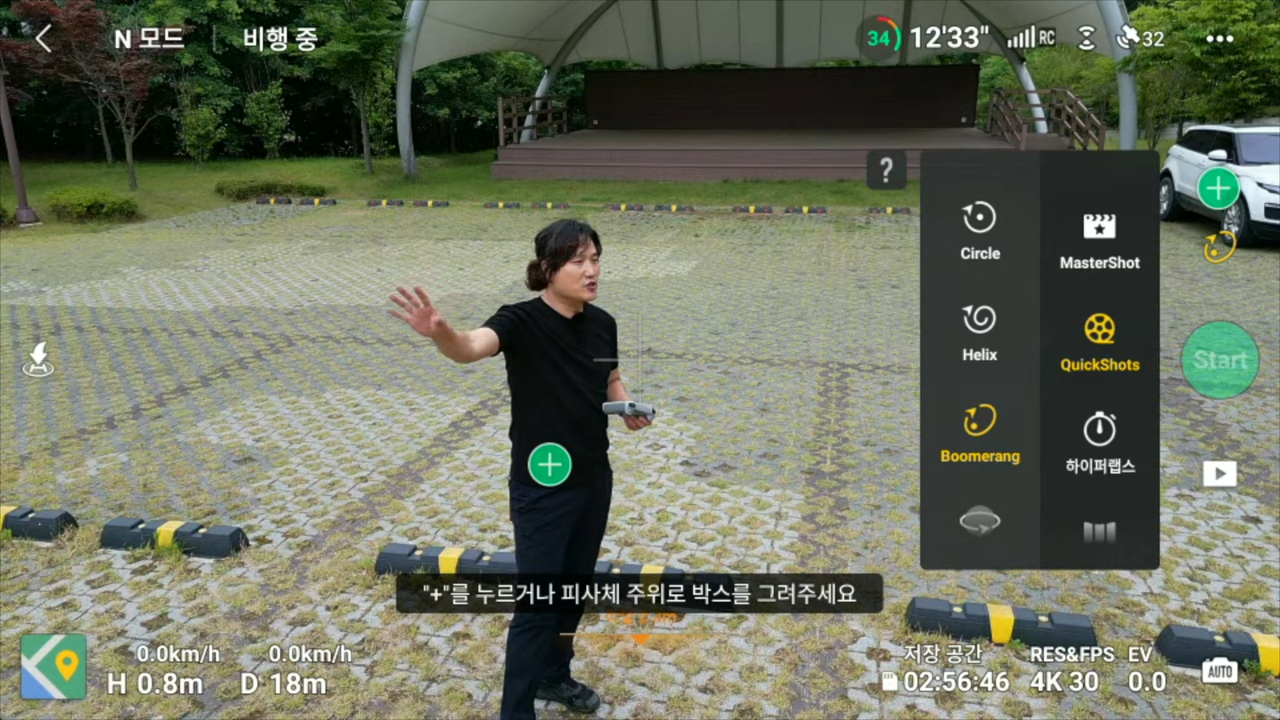 N 모드
비행 중
34
12'33"
RC
32
?
Circle
MasterShot
Helix
QuickShots
Start
Boomerang
하이퍼랩스
"+"를 누르거나 피사체 주위로 박스를 그려주세요
0.0km/h
0.0km/h
H 0.8m
D 18m
저장 공간
RES&FPS
EV
02:56:46
4K 30
0.0
AUTO